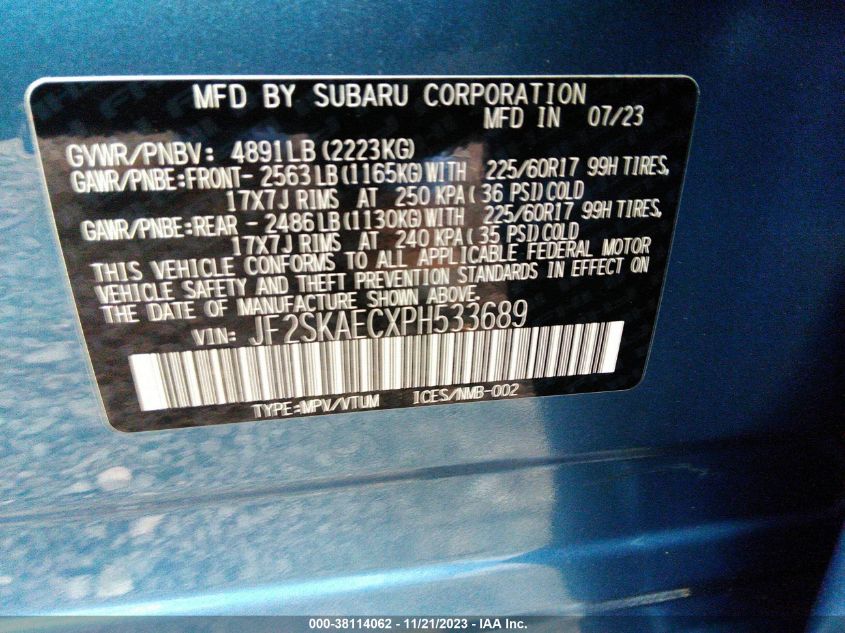 MFD BY SUBARU CORPORATION
MFD IN 07/23
GVWR/PNBV: 4891LB (2223KG)
GAWR/PNBE:FRONT- 2563LB(1165KG)WITH 225/60R17 99H TIRES,
17X7J RIMS AT 250 KPA( 36 PSI) COLD
GAWR/PNBE:REAR - 2486LB(1130KG)WITH 225/60R17 99H TIRES,
17X7J RIMS AT 240 KPA( 35 PSI) COLD
THIS VEHICLE CONFORMS TO ALL APPLICABLE FEDERAL MOTOR
VEHICLE SAFETY AND THEFT PREVENTION STANDARDS IN EFFECT ON
THE DATE OF MANUFACTURE SHOWN ABOVE.
VIN: JF2SKAECXPH533689
TYPE=MPV/VTUM ICES/NMB-002
000-38114062 - 11/21/2023 - IAA Inc.